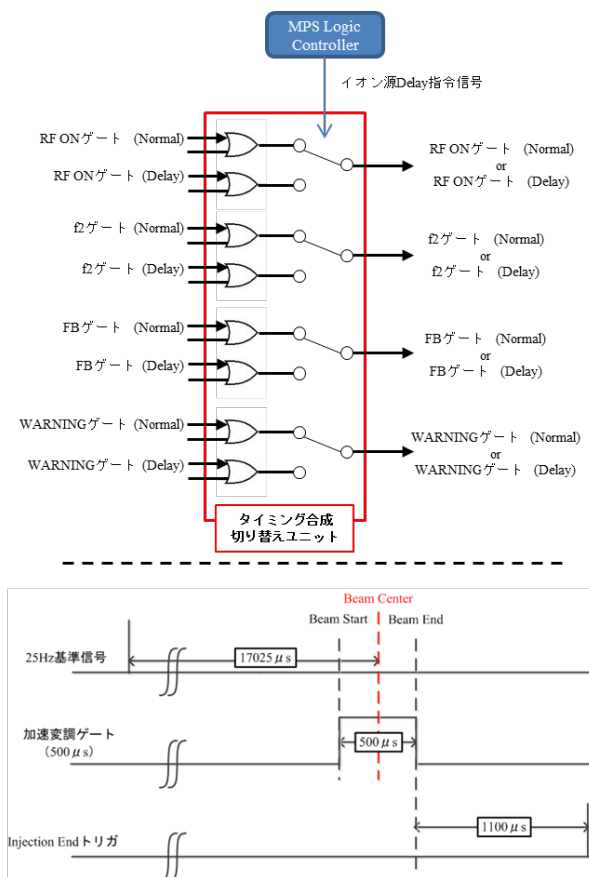 MPS Logic
Controller
イオン源Delay指令信号
RF ONゲート (Normal)
RF ONゲート (Delay)
RF ONゲート (Normal)
or
RF ONゲート (Delay)
f2ゲート (Normal)
f2ゲート (Delay)
f2ゲート (Normal)
or
f2ゲート (Delay)
FBゲート (Normal)
FBゲート (Delay)
FBゲート (Normal)
or
FBゲート (Delay)
WARNINGゲート (Normal)
WARNINGゲート (Delay)
WARNINGゲート (Normal)
or
WARNINGゲート (Delay)
タイミング合成
切り替えユニット
Beam Center
Beam Start
Beam End
25Hz基準信号
17025μs
加速変調ゲート
(500μs)
500μs
Injection Endトリガ
1100μs